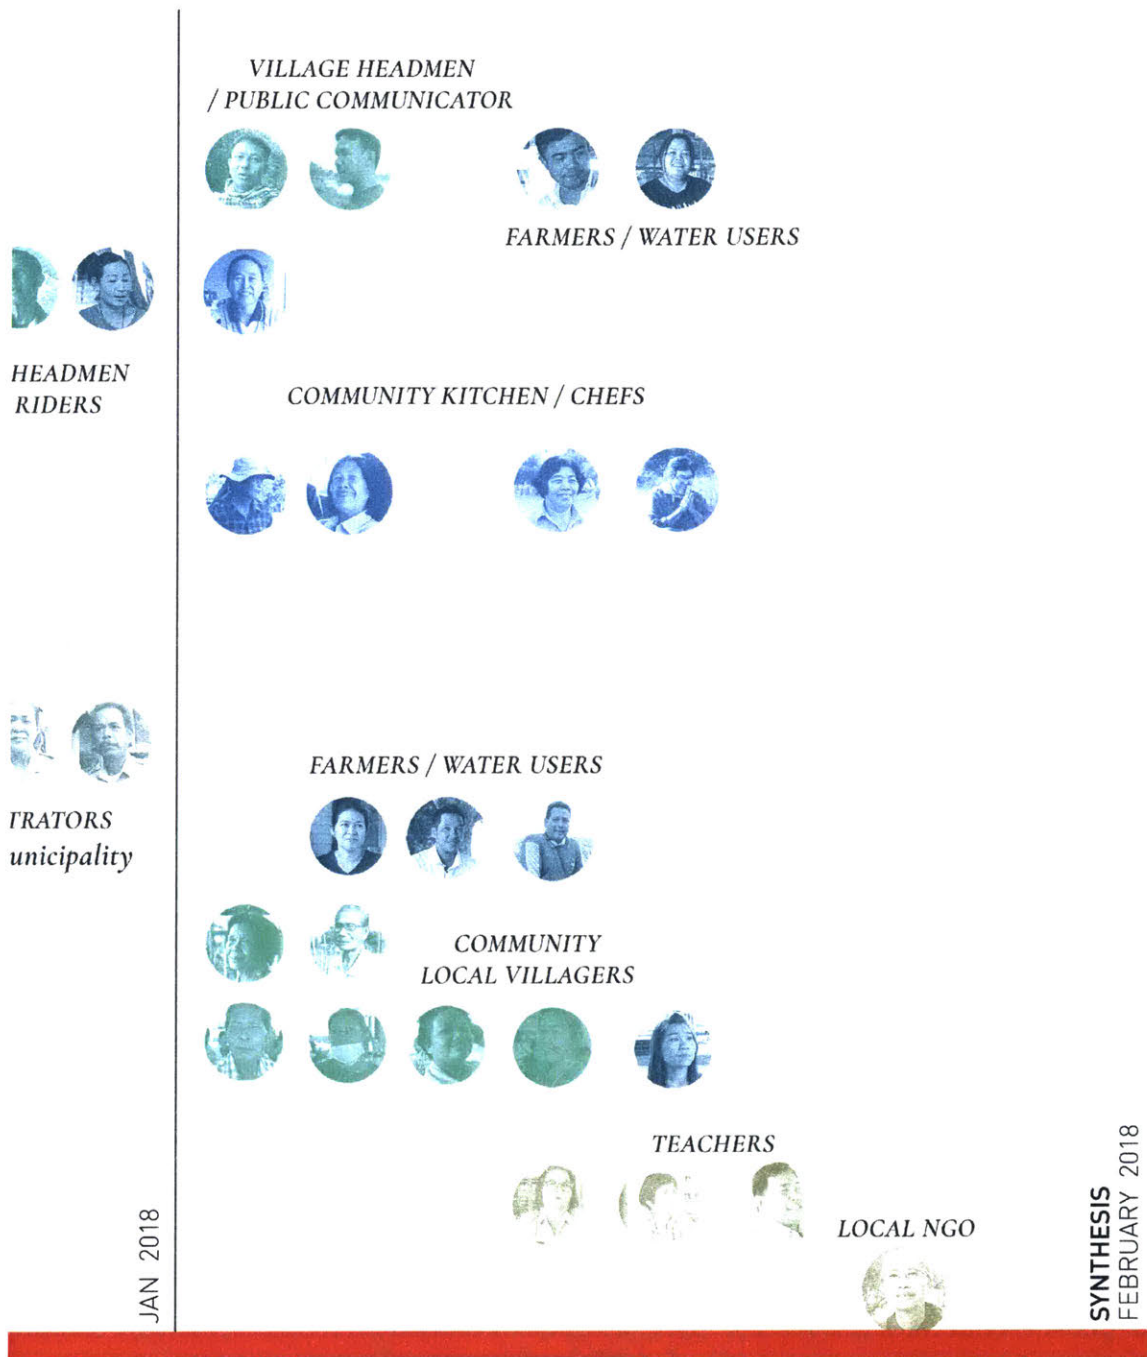 VILLAGE HEADMEN
/ PUBLIC COMMUNICATOR
FARMERS / WATER USERS
HEADMEN
RIDERS
COMMUNITY KITCHEN / CHEFS
FARMERS / WATER USERS
TRATORS
unicipality
COMMUNITY
LOCAL VILLAGERS
TEACHERS
LOCAL NGO
JAN 2018
SYNTHESIS
FEBRUARY 2018